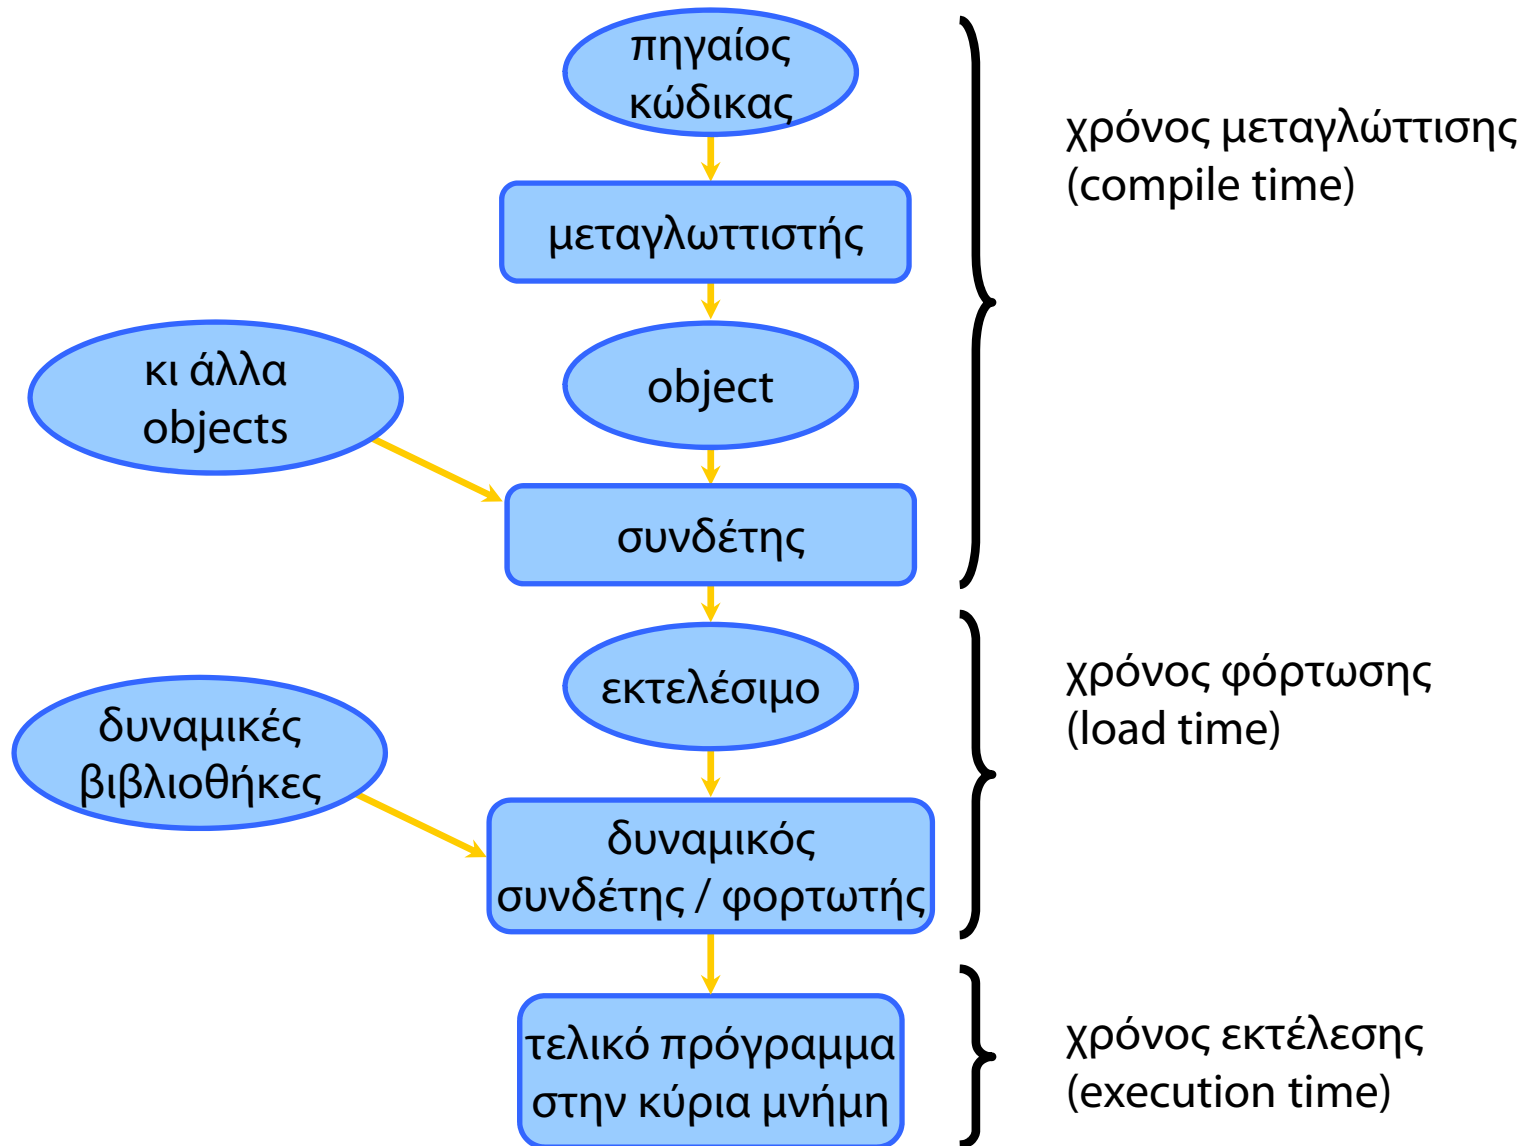 πηγαίος
κώδικας
χρόνος μεταγλώττισης
(compile time)
μεταγλωττιστής
κι άλλα
objects
object
συνδέτης
εκτελέσιμο
χρόνος φόρτωσης
(load time)
δυναμικές
βιβλιοθήκες
δυναμικός
συνδέτης / φορτωτής
τελικό πρόγραμμα
στην κύρια μνήμη
χρόνος εκτέλεσης
(execution time)